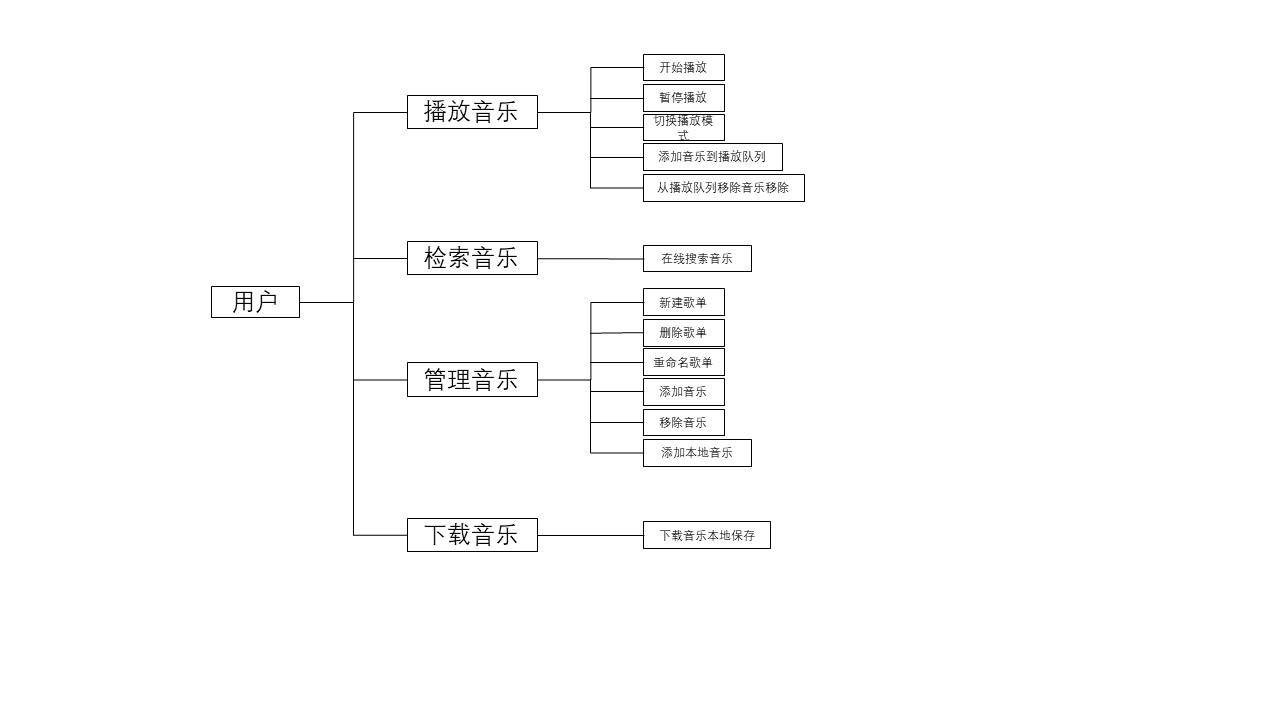 用户
播放音乐
开始播放
暂停播放
切换播放模
式
添加音乐到播放队列
从播放队列移除音乐移除
检索音乐
在线搜索音乐
管理音乐
新建歌单
删除歌单
重命名歌单
添加音乐
移除音乐
添加本地音乐
下载音乐
下载音乐本地保存